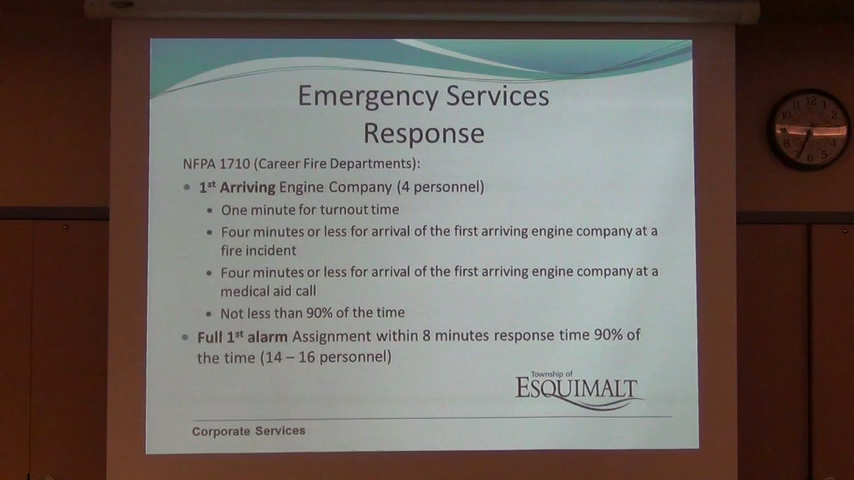 Emergency Services
Response
NFPA 1710 (Career Fire Departments):
• 1st Arriving Engine Company (4 personnel)
• One minute for turnout time
• Four minutes or less for arrival of the first arriving engine company at a
fire incident
• Four minutes or less for arrival of the first arriving engine company at a
medical aid call
• Not less than 90% of the time
• Full 1st alarm Assignment within 8 minutes response time 90% of
the time (14 – 16 personnel)
Township of
ESQUIMALT
Corporate Services